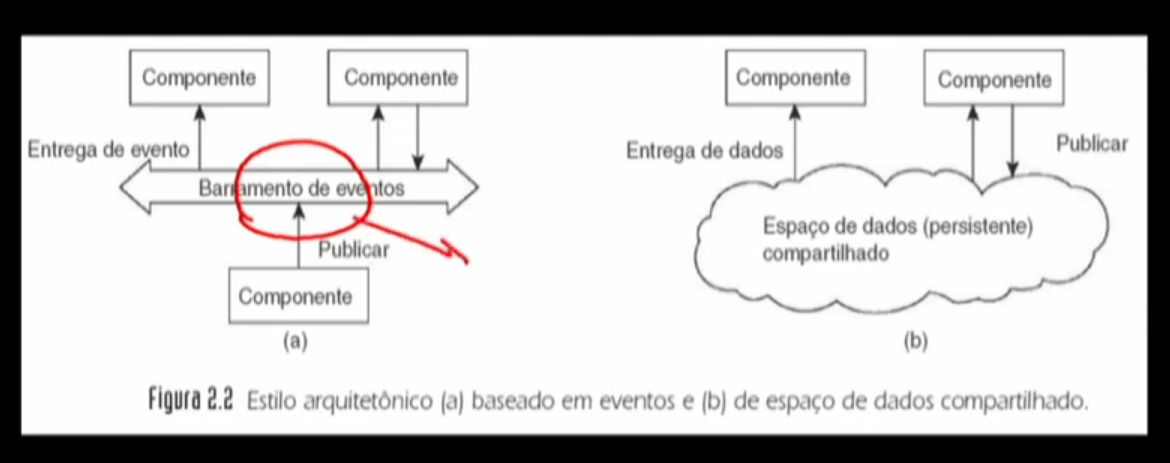 Componente
Componente
Entrega de evento
Barramento de eventos
Publicar
Componente
(a)
Componente
Componente
Entrega de dados
Publicar
Espaço de dados (persistente)
compartilhado
(b)
Figura 2.2 Estilo arquitetônico (a) baseado em eventos e (b) de espaço de dados compartilhado.